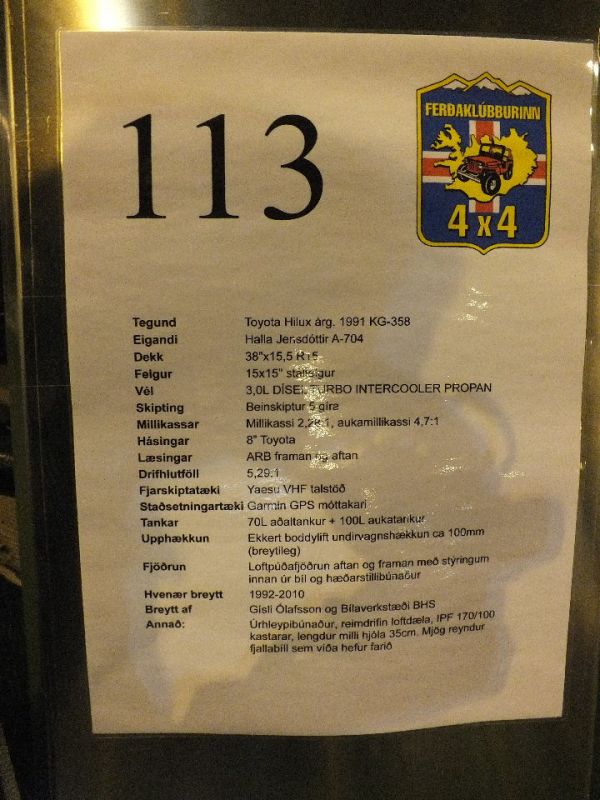 113
FERÐAKLÚBBURINN
4x4
Tegund Toyota Hilux árg. 1991 KG-358
Eigandi Halla Jensdóttir A-704
Dekk 38"x15,5 R15
Felgur 15x15" stálfelgur
Vél 3,0L DÍSEL TURBO INTERCOOLER PROPAN
Skipting Beinskiptur 5 gíra
Millikassar Millikassi 2,28:1, aukamillikassi 4,7:1
Hásingar 8" Toyota
Læsingar ARB framan og aftan
Drifhlutföll 5,29:1
Fjarskiptatæki Yaesu VHF talstöð
Staðsetningartæki Garmin GPS móttakari
Tankar 70L aðaltankur + 100L aukatankur
Upphækkun Ekkert boddylift undirvagnshækkun ca 100mm
(breytileg)
Fjöðrun Loftpúðafjöðrun aftan og framan með stýringum
innan úr bíl og hæðarstillibúnaður
Hvenær breytt 1992-2010
Breytt af Gísli Ólafsson og Bílaverkstæði BHS
Annað: Úrhleypibúnaður, reimdrifin loftdæla, IPF 170/100
kastarar, lengdur milli hjóla 35cm. Mjög reyndur
fjallabíll sem víða hefur farið